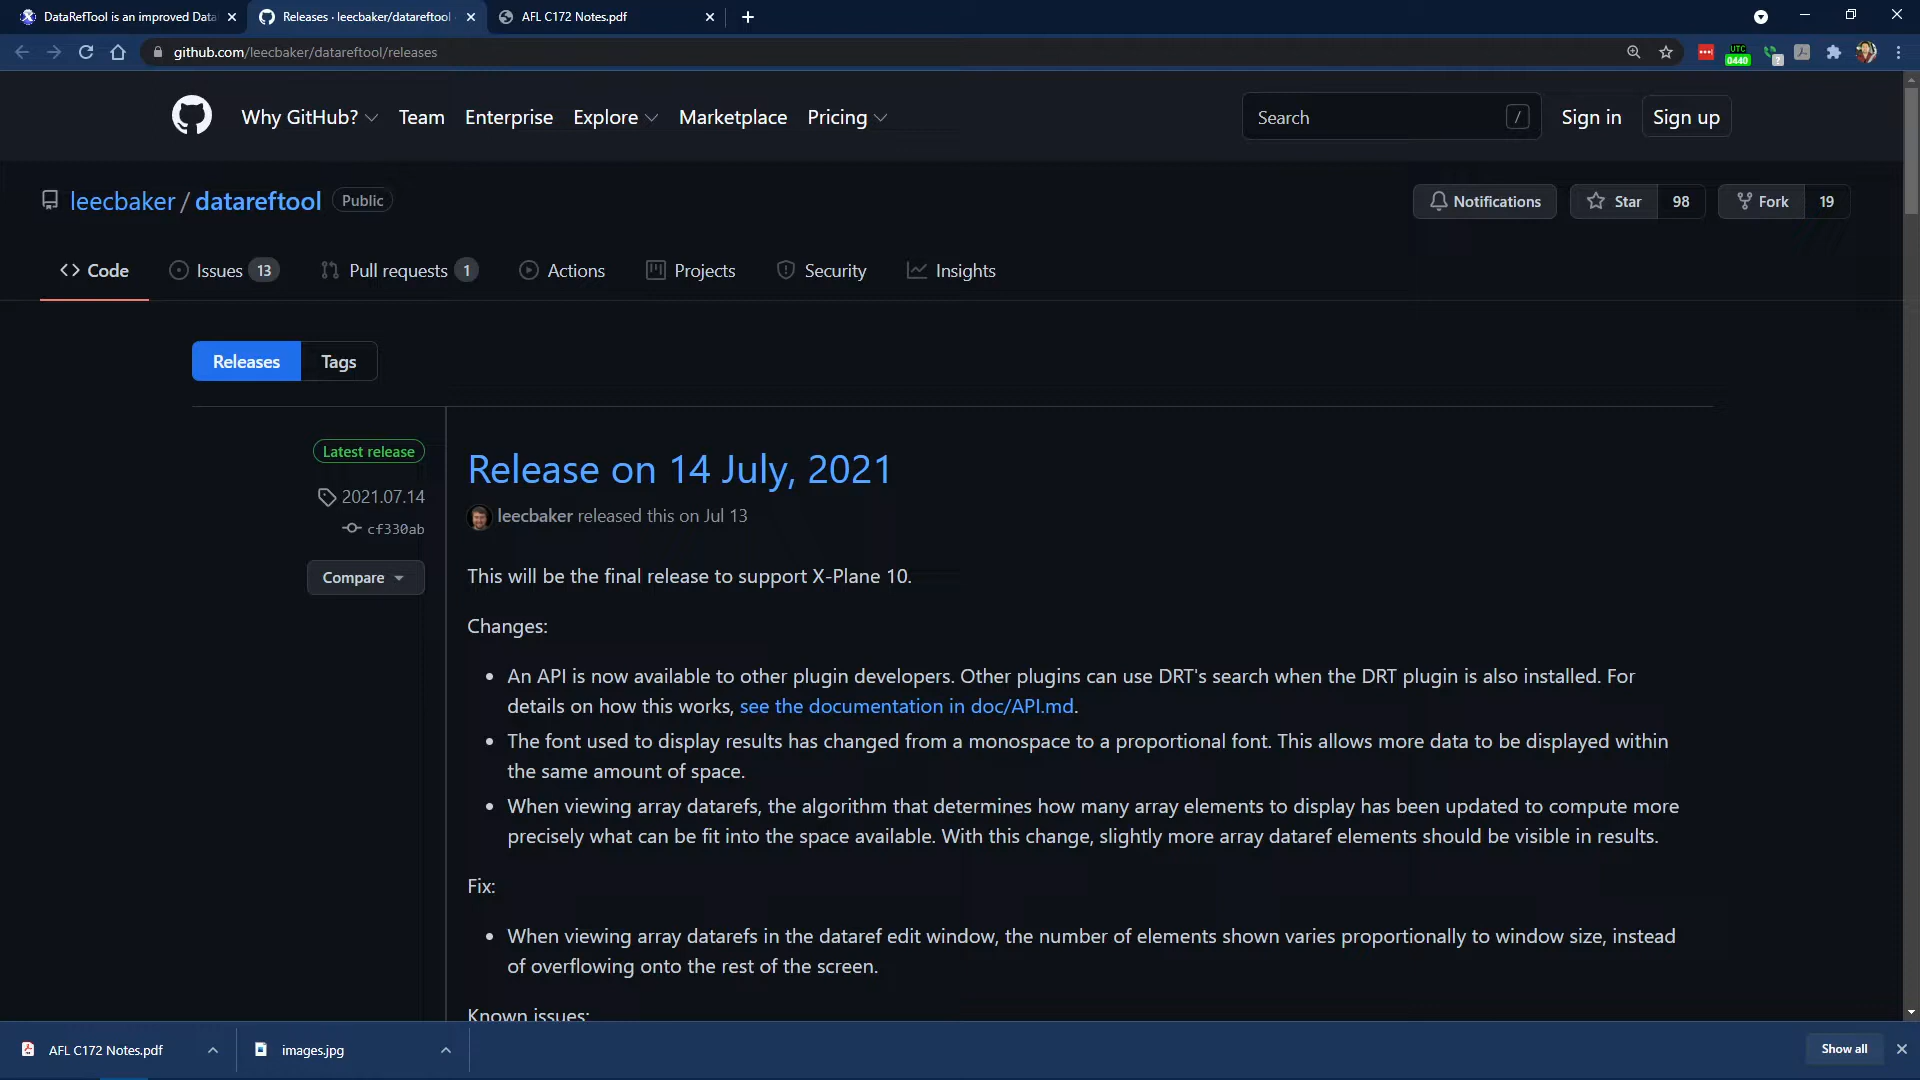 DataRefTool is an improved Data
Releases · leecbaker/datareftool
AFL C172 Notes.pdf
github.com/leecbaker/datareftool/releases
UTC
0440
?
Why GitHub?
Team
Enterprise
Explore
Marketplace
Pricing
Search
/
Sign in
Sign up
leecbaker / datareftool
Public
Notifications
Star
98
Fork
19
Code
Issues 13
Pull requests 1
Actions
Projects
Security
Insights
Releases
Tags
Latest release
2021.07.14
cf330ab
Compare
Release on 14 July, 2021
leecbaker released this on Jul 13
This will be the final release to support X-Plane 10.
Changes:
• An API is now available to other plugin developers. Other plugins can use DRT's search when the DRT plugin is also installed. For
details on how this works, see the documentation in doc/API.md.
• The font used to display results has changed from a monospace to a proportional font. This allows more data to be displayed within
the same amount of space.
• When viewing array datarefs, the algorithm that determines how many array elements to display has been updated to compute more
precisely what can be fit into the space available. With this change, slightly more array dataref elements should be visible in results.
Fix:
• When viewing array datarefs in the dataref edit window, the number of elements shown varies proportionally to window size, instead
of overflowing onto the rest of the screen.
Known issues:
AFL C172 Notes.pdf
images.jpg
Show all